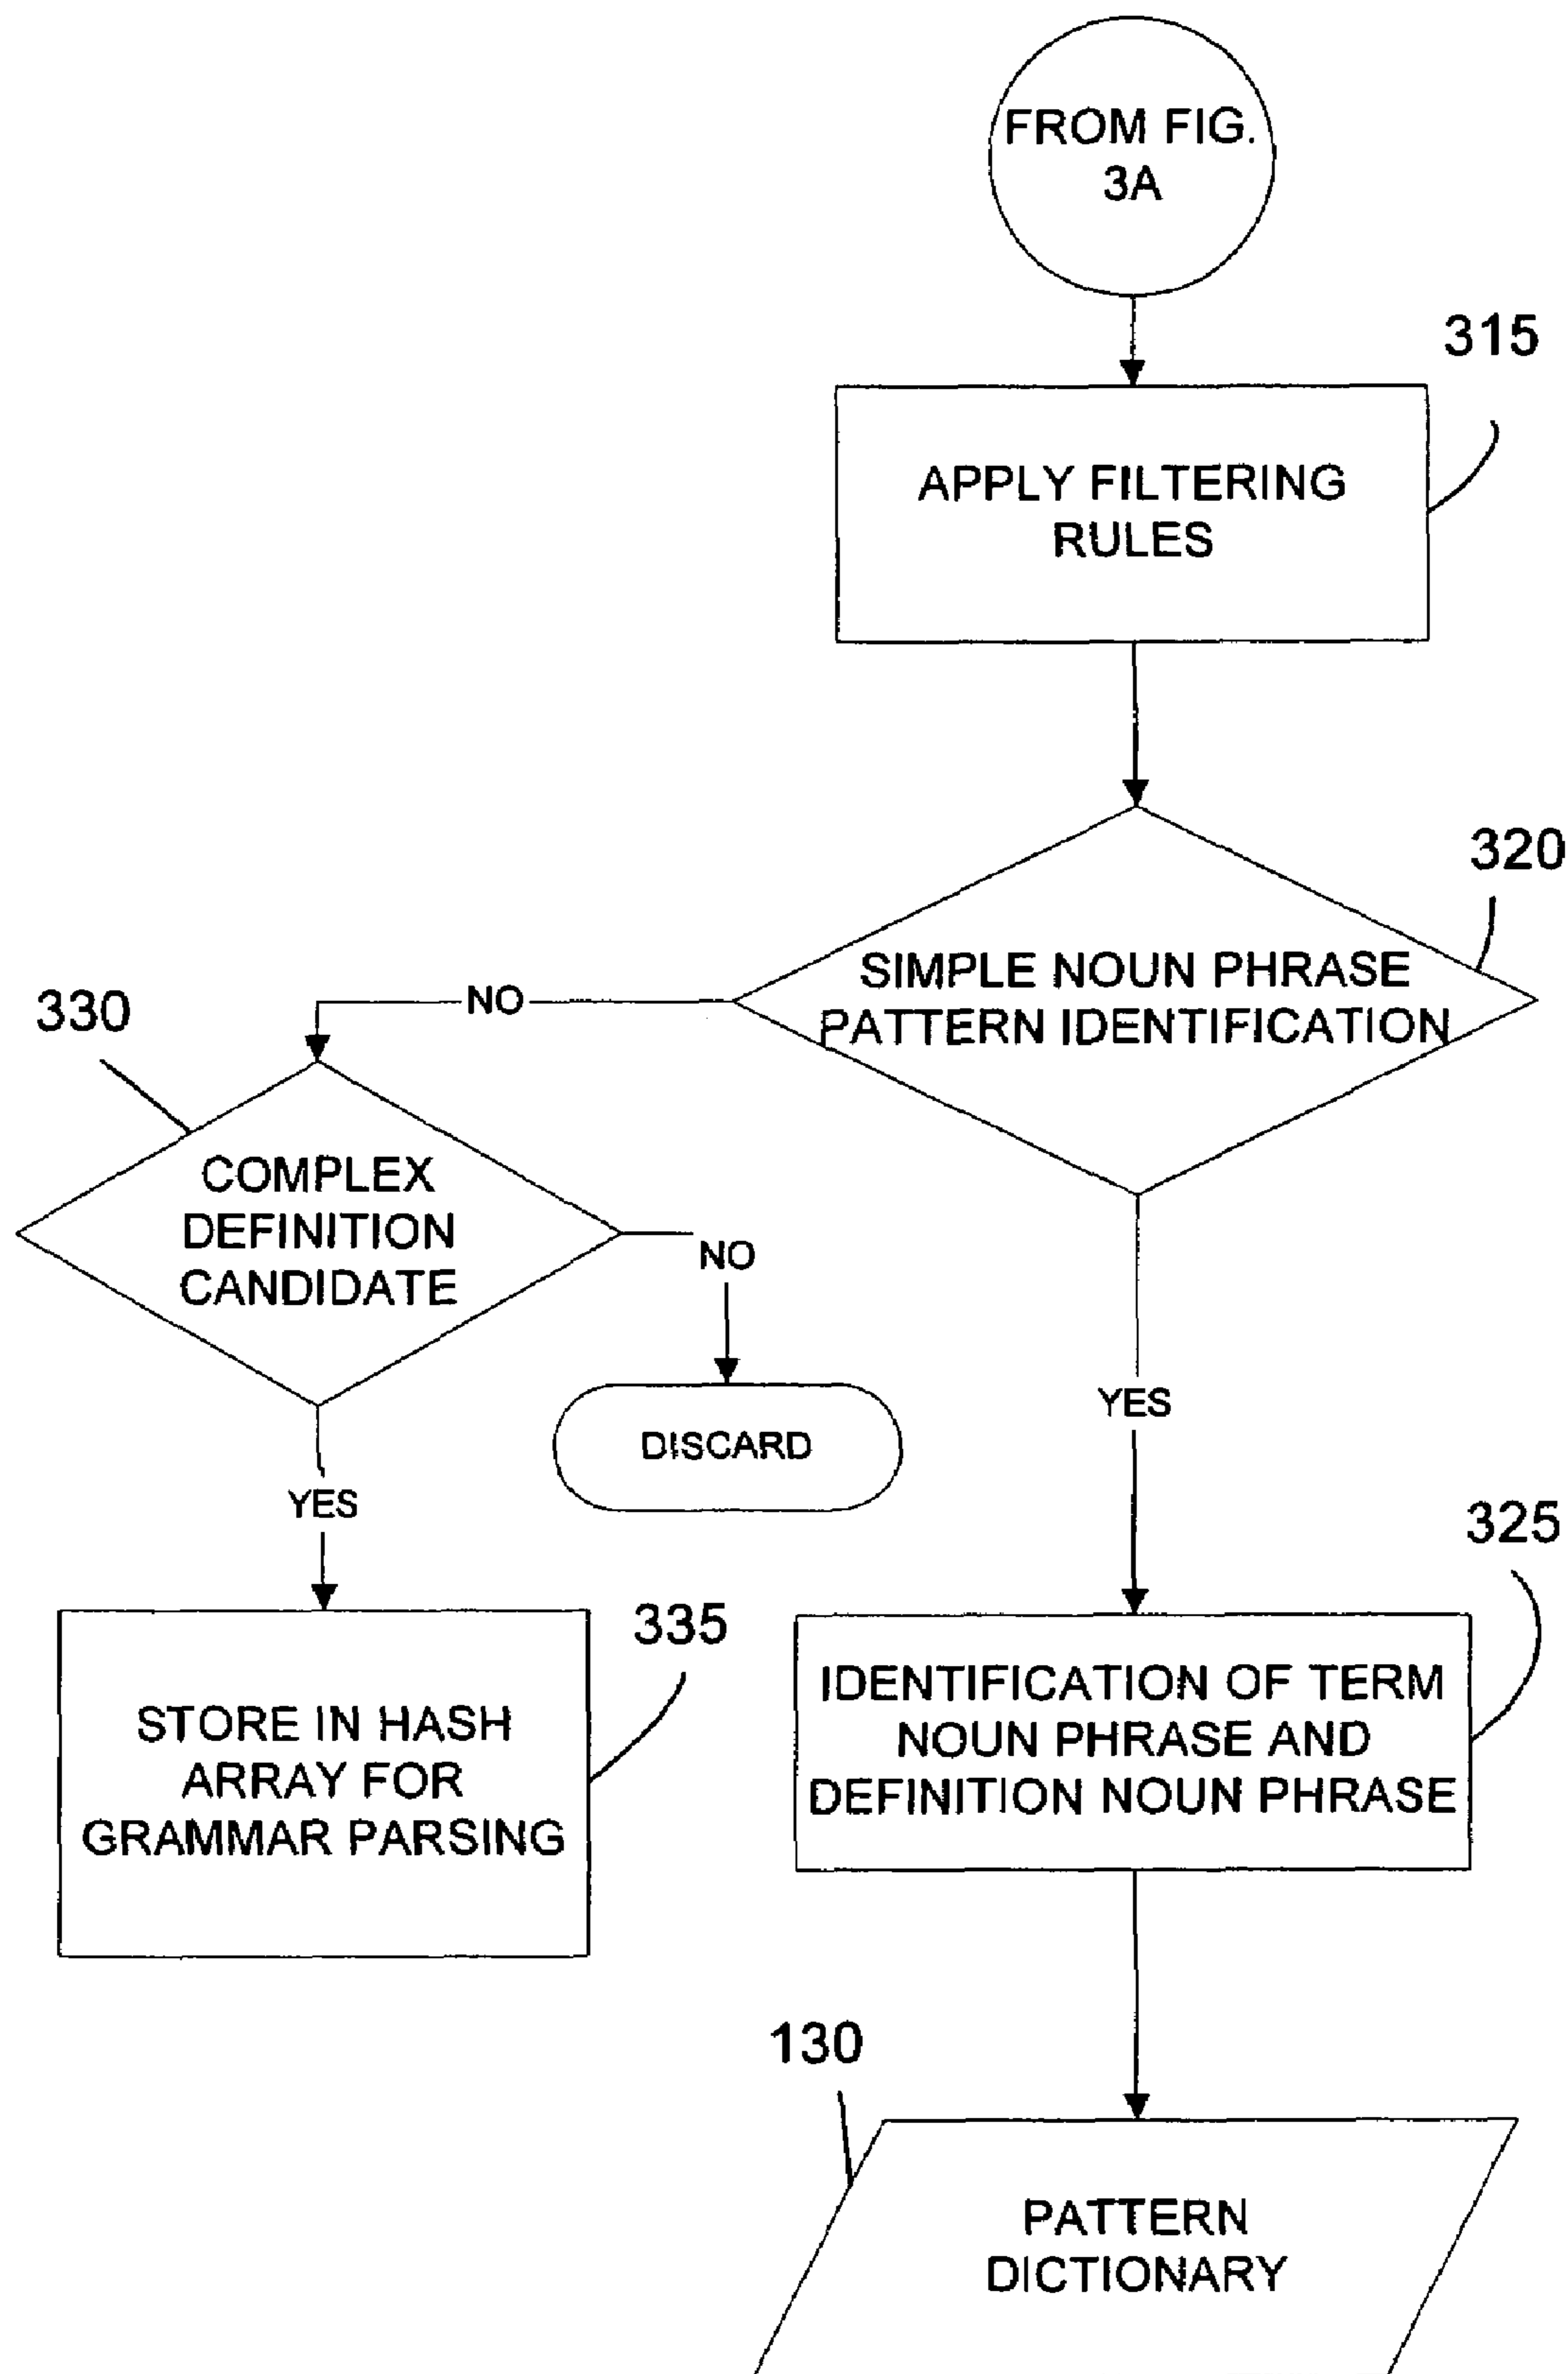 FROM FIG.
3A
315
APPLY FILTERING
RULES
320
SIMPLE NOUN PHRASE
PATTERN IDENTIFICATION
NO
330
COMPLEX
DEFINITION
CANDIDATE
NO
DISCARD
YES
YES
325
335
STORE IN HASH
ARRAY FOR
GRAMMAR PARSING
IDENTIFICATION OF TERM
NOUN PHRASE AND
DEFINITION NOUN PHRASE
130
PATTERN
DICTIONARY